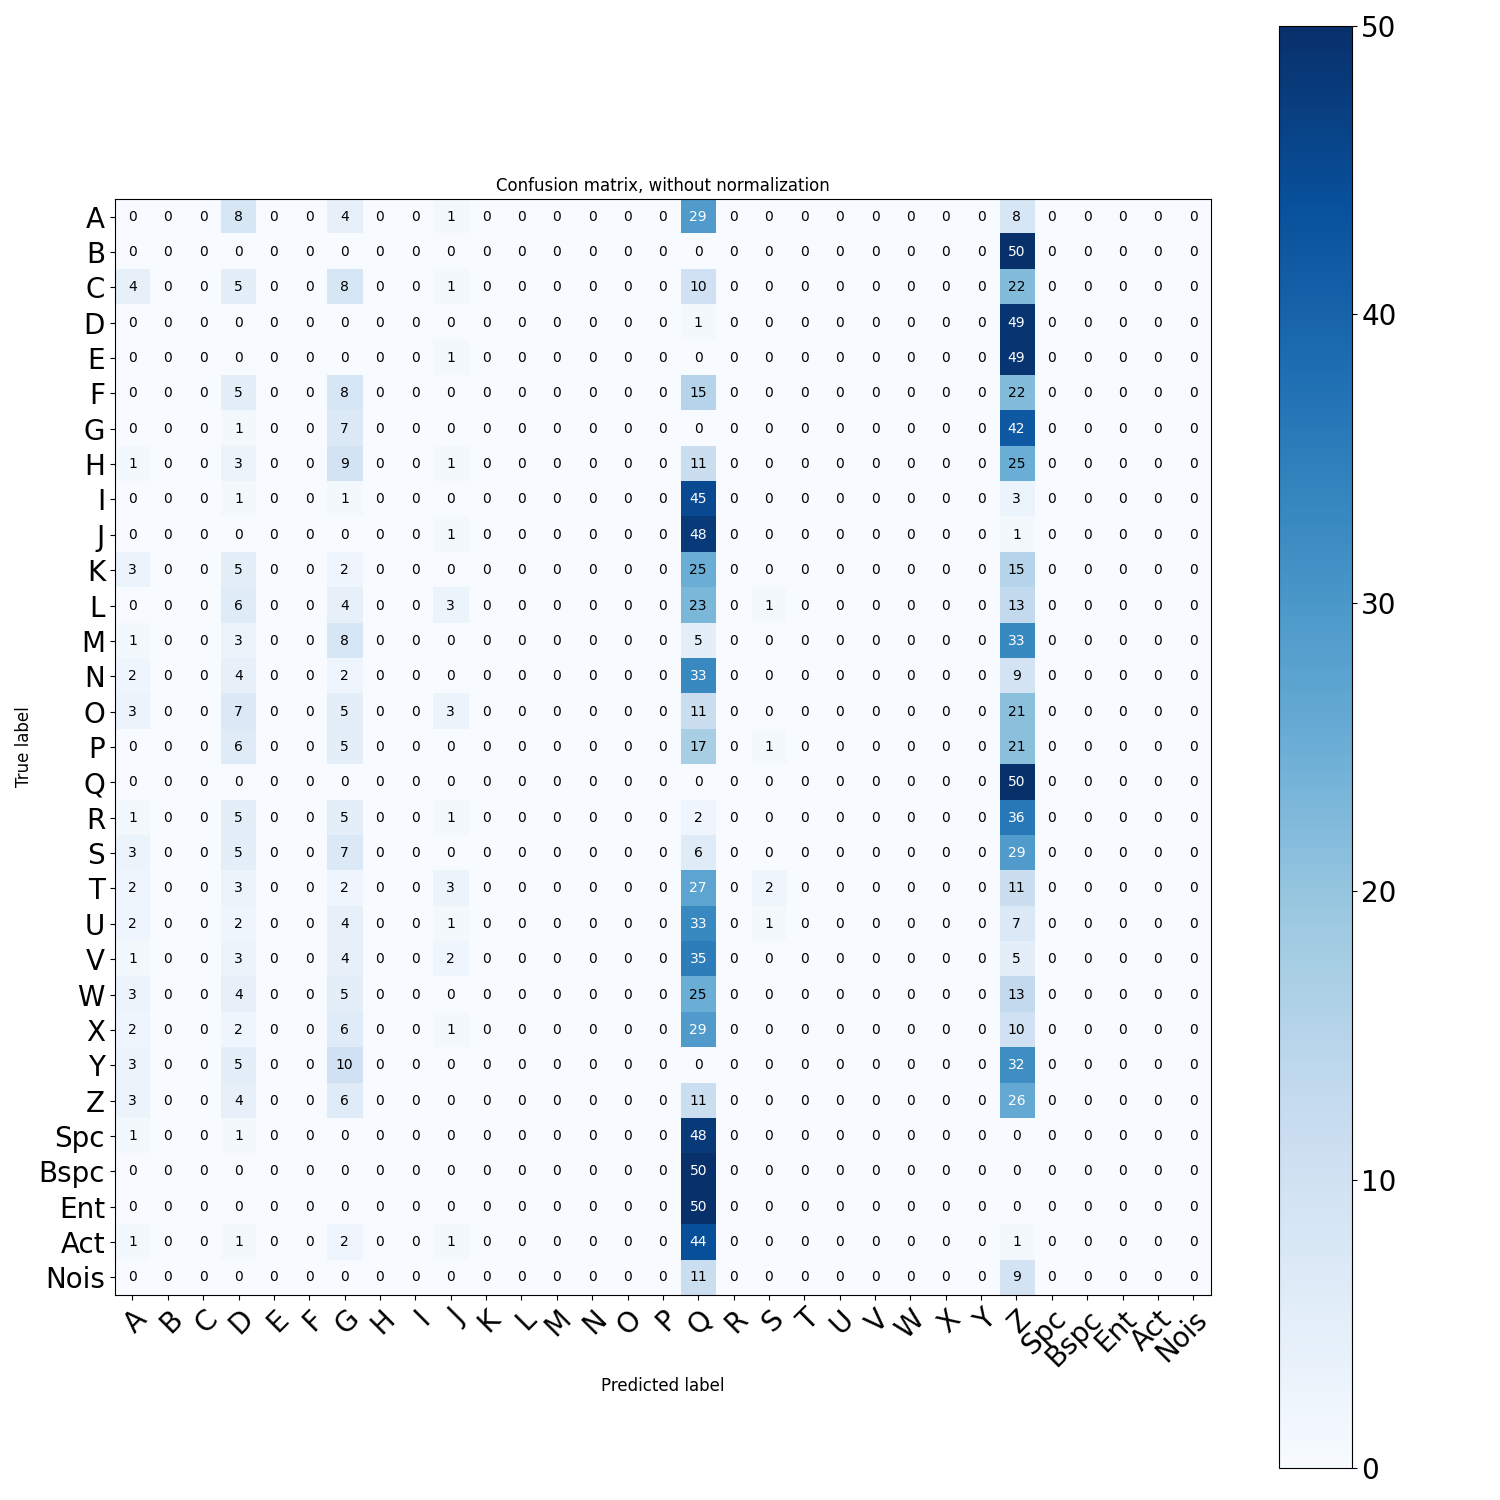 Confusion matrix, without normalization
A 0 0 0 8 0 0 4 0 0 1 0 0 0 0 0 0 29 0 0 0 0 0 0 0 0 8 0 0 0 0 0
B 0 0 0 0 0 0 0 0 0 0 0 0 0 0 0 0 0 0 0 0 0 0 0 0 0 50 0 0 0 0 0
C 4 0 0 5 0 0 8 0 0 1 0 0 0 0 0 0 10 0 0 0 0 0 0 0 0 22 0 0 0 0 0
D 0 0 0 0 0 0 0 0 0 0 0 0 0 0 0 0 1 0 0 0 0 0 0 0 0 49 0 0 0 0 0
E 0 0 0 0 0 0 0 0 0 1 0 0 0 0 0 0 0 0 0 0 0 0 0 0 0 49 0 0 0 0 0
F 0 0 0 5 0 0 8 0 0 0 0 0 0 0 0 0 15 0 0 0 0 0 0 0 0 22 0 0 0 0 0
G 0 0 0 1 0 0 7 0 0 0 0 0 0 0 0 0 0 0 0 0 0 0 0 0 0 42 0 0 0 0 0
H 1 0 0 3 0 0 9 0 0 1 0 0 0 0 0 0 11 0 0 0 0 0 0 0 0 25 0 0 0 0 0
I 0 0 0 1 0 0 1 0 0 0 0 0 0 0 0 0 45 0 0 0 0 0 0 0 0 3 0 0 0 0 0
J 0 0 0 0 0 0 0 0 0 1 0 0 0 0 0 0 48 0 0 0 0 0 0 0 0 1 0 0 0 0 0
K 3 0 0 5 0 0 2 0 0 0 0 0 0 0 0 0 25 0 0 0 0 0 0 0 0 15 0 0 0 0 0
L 0 0 0 6 0 0 4 0 0 3 0 0 0 0 0 0 23 0 1 0 0 0 0 0 0 13 0 0 0 0 0
M 1 0 0 3 0 0 8 0 0 0 0 0 0 0 0 0 5 0 0 0 0 0 0 0 0 33 0 0 0 0 0
N 2 0 0 4 0 0 2 0 0 0 0 0 0 0 0 0 33 0 0 0 0 0 0 0 0 9 0 0 0 0 0
O 3 0 0 7 0 0 5 0 0 3 0 0 0 0 0 0 11 0 0 0 0 0 0 0 0 21 0 0 0 0 0
P 0 0 0 6 0 0 5 0 0 0 0 0 0 0 0 0 17 0 1 0 0 0 0 0 0 21 0 0 0 0 0
Q 0 0 0 0 0 0 0 0 0 0 0 0 0 0 0 0 0 0 0 0 0 0 0 0 0 50 0 0 0 0 0
R 1 0 0 5 0 0 5 0 0 1 0 0 0 0 0 0 2 0 0 0 0 0 0 0 0 36 0 0 0 0 0
S 3 0 0 5 0 0 7 0 0 0 0 0 0 0 0 0 6 0 0 0 0 0 0 0 0 29 0 0 0 0 0
T 2 0 0 3 0 0 2 0 0 3 0 0 0 0 0 0 27 0 2 0 0 0 0 0 0 11 0 0 0 0 0
U 2 0 0 2 0 0 4 0 0 1 0 0 0 0 0 0 33 0 1 0 0 0 0 0 0 7 0 0 0 0 0
V 1 0 0 3 0 0 4 0 0 2 0 0 0 0 0 0 35 0 0 0 0 0 0 0 0 5 0 0 0 0 0
W 3 0 0 4 0 0 5 0 0 0 0 0 0 0 0 0 25 0 0 0 0 0 0 0 0 13 0 0 0 0 0
X 2 0 0 2 0 0 6 0 0 1 0 0 0 0 0 0 29 0 0 0 0 0 0 0 0 10 0 0 0 0 0
Y 3 0 0 5 0 0 10 0 0 0 0 0 0 0 0 0 0 0 0 0 0 0 0 0 0 32 0 0 0 0 0
Z 3 0 0 4 0 0 6 0 0 0 0 0 0 0 0 0 11 0 0 0 0 0 0 0 0 26 0 0 0 0 0
Spc 1 0 0 1 0 0 0 0 0 0 0 0 0 0 0 0 48 0 0 0 0 0 0 0 0 0 0 0 0 0 0
Bspc 0 0 0 0 0 0 0 0 0 0 0 0 0 0 0 0 50 0 0 0 0 0 0 0 0 0 0 0 0 0 0
Ent 0 0 0 0 0 0 0 0 0 0 0 0 0 0 0 0 50 0 0 0 0 0 0 0 0 0 0 0 0 0 0
Act 1 0 0 1 0 0 2 0 0 1 0 0 0 0 0 0 44 0 0 0 0 0 0 0 0 1 0 0 0 0 0
Nois 0 0 0 0 0 0 0 0 0 0 0 0 0 0 0 0 11 0 0 0 0 0 0 0 0 9 0 0 0 0 0
A B C D E F G H I J K L M N O P Q R S T U V W X Y Z Spc Bspc Ent Act Nois
Predicted label
True label
50
40
30
20
10
0